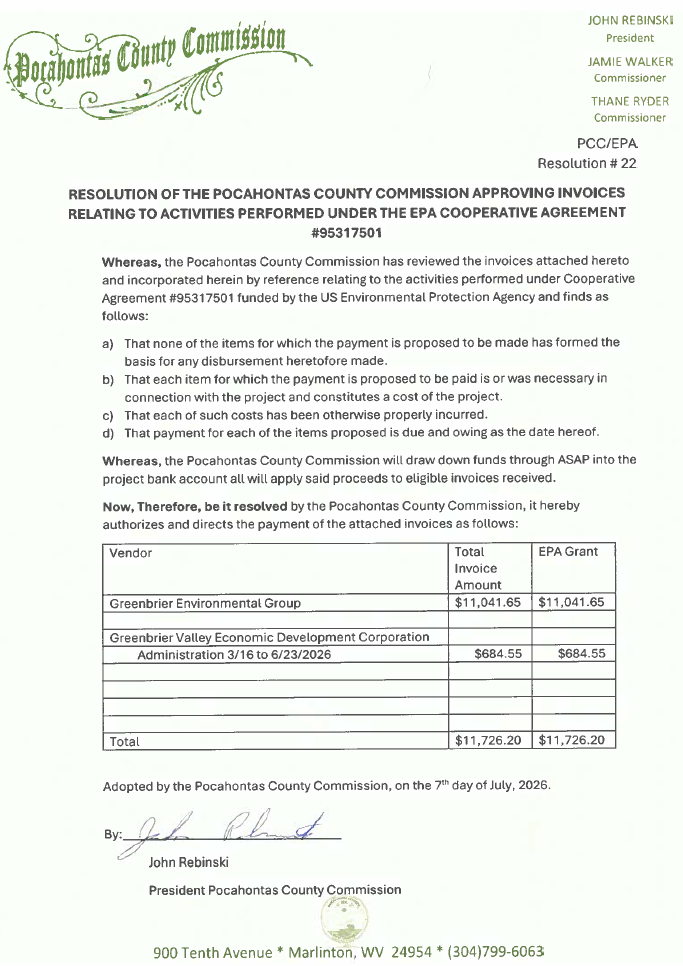 Pocahontas County Commission
JOHN REBINSKI
President
JAMIE WALKER
Commissioner
THANE RYDER
Commissioner
PCC/EPA
Resolution # 22
RESOLUTION OF THE POCAHONTAS COUNTY COMMISSION APPROVING INVOICES
RELATING TO ACTIVITIES PERFORMED UNDER THE EPA COOPERATIVE AGREEMENT
#95317501
Whereas, the Pocahontas County Commission has reviewed the invoices attached hereto
and incorporated herein by reference relating to the activities performed under Cooperative
Agreement #95317501 funded by the US Environmental Protection Agency and finds as
follows:
a) That none of the items for which the payment is proposed to be made has formed the
basis for any disbursement heretofore made.
b) That each item for which the payment is proposed to be paid is or was necessary in
connection with the project and constitutes a cost of the project.
c) That each of such costs has been otherwise properly incurred.
d) That payment for each of the items proposed is due and owing as the date hereof.
Whereas, the Pocahontas County Commission will draw down funds through ASAP into the
project bank account all will apply said proceeds to eligible invoices received.
Now, Therefore, be it resolved by the Pocahontas County Commission, it hereby
authorizes and directs the payment of the attached invoices as follows:
Vendor Total Invoice Amount EPA Grant
Greenbrier Environmental Group $11,041.65 $11,041.65
Greenbrier Valley Economic Development Corporation
Administration 3/16 to 6/23/2026 $684.55 $684.55
Total $11,726.20 $11,726.20
Adopted by the Pocahontas County Commission, on the 7th day of July, 2026.
By: John Rebinski
John Rebinski
President Pocahontas County Commission
900 Tenth Avenue * Marlinton, WV 24954 * (304)799-6063